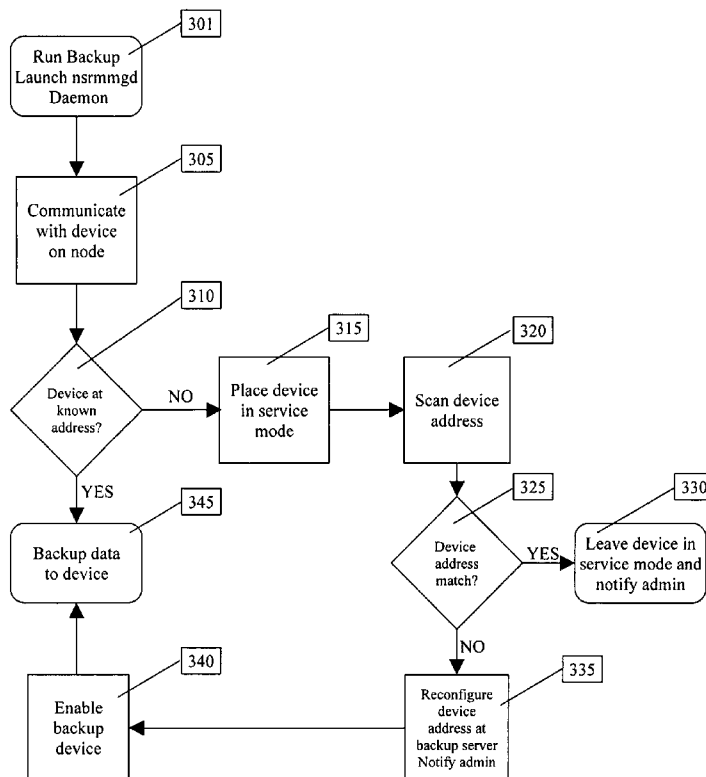 301
Run Backup
Launch nsrmmgd
Daemon
305
Communicate
with device
on node
310
Device at
known
address?
NO
315
Place device
in service
mode
320
Scan device
address
YES
345
Backup data
to device
325
Device
address
match?
YES
330
Leave device in
service mode and
notify admin
NO
335
Reconfigure
device
address at
backup server
Notify admin
340
Enable
backup
device